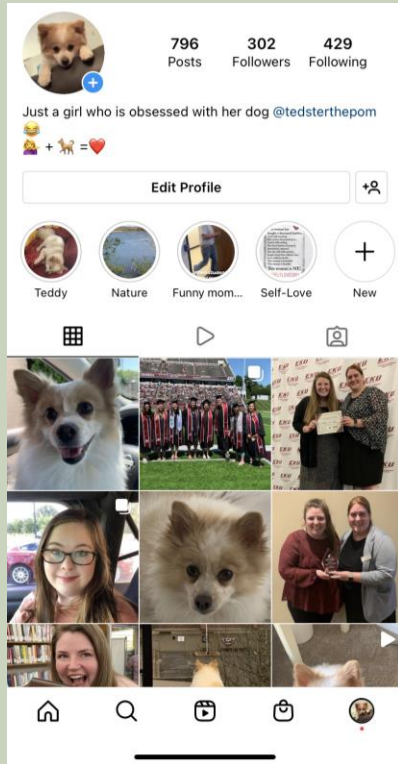 796 302 429
Posts Followers Following
Just a girl who is obsessed with her dog @tedsterthepom
😂
💁‍♀️ + 🐕 =❤️
Edit Profile
Teddy Nature Funny mom... Self-Love New
EKU